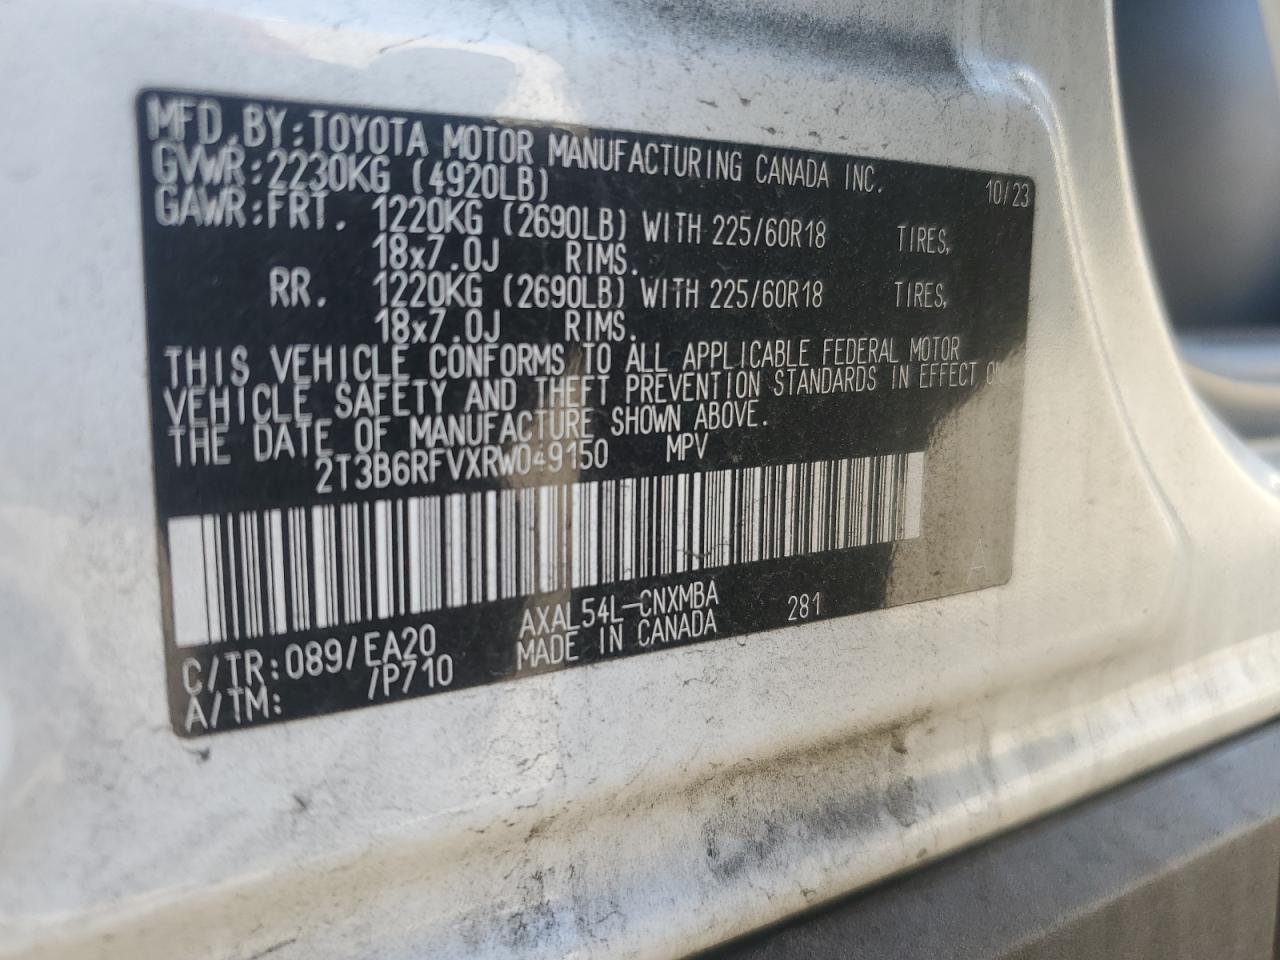 MFD.BY:TOYOTA MOTOR MANUFACTURING CANADA INC. 10/23
GVWR:2230KG (4920LB)
GAWR:FRT. 1220KG (2690LB) WITH 225/60R18 TIRES,
18x7.0J RIMS.
RR. 1220KG (2690LB) WITH 225/60R18 TIRES,
18x7.0J RIMS.
THIS VEHICLE CONFORMS TO ALL APPLICABLE FEDERAL MOTOR
VEHICLE SAFETY AND THEFT PREVENTION STANDARDS IN EFFECT ON
THE DATE OF MANUFACTURE SHOWN ABOVE.
2T3B6RFVXRW049150 MPV
C/TR:089/EA20 AXAL54L-CNXMBA 281
A/TM: /P710 MADE IN CANADA
A